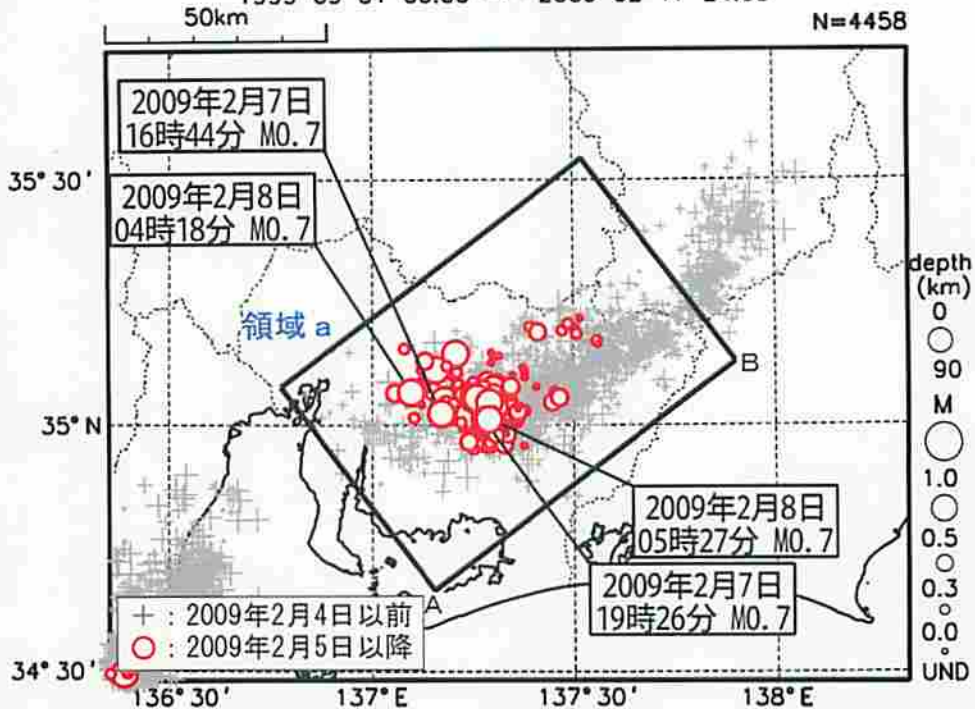 50km
N=4458
2009年2月7日
16時44分 M0.7
35° 30'
2009年2月8日
04時18分 M0.7
領域a
B
35° N
2009年2月8日
05時27分 M0.7
2009年2月7日
19時26分 M0.7
A
+ : 2009年2月4日以前
○ : 2009年2月5日以降
34° 30'
136° 30'
137° E
137° 30'
138° E
depth
(km)
0
90
M
1.0
0.5
0.3
0.0
UND